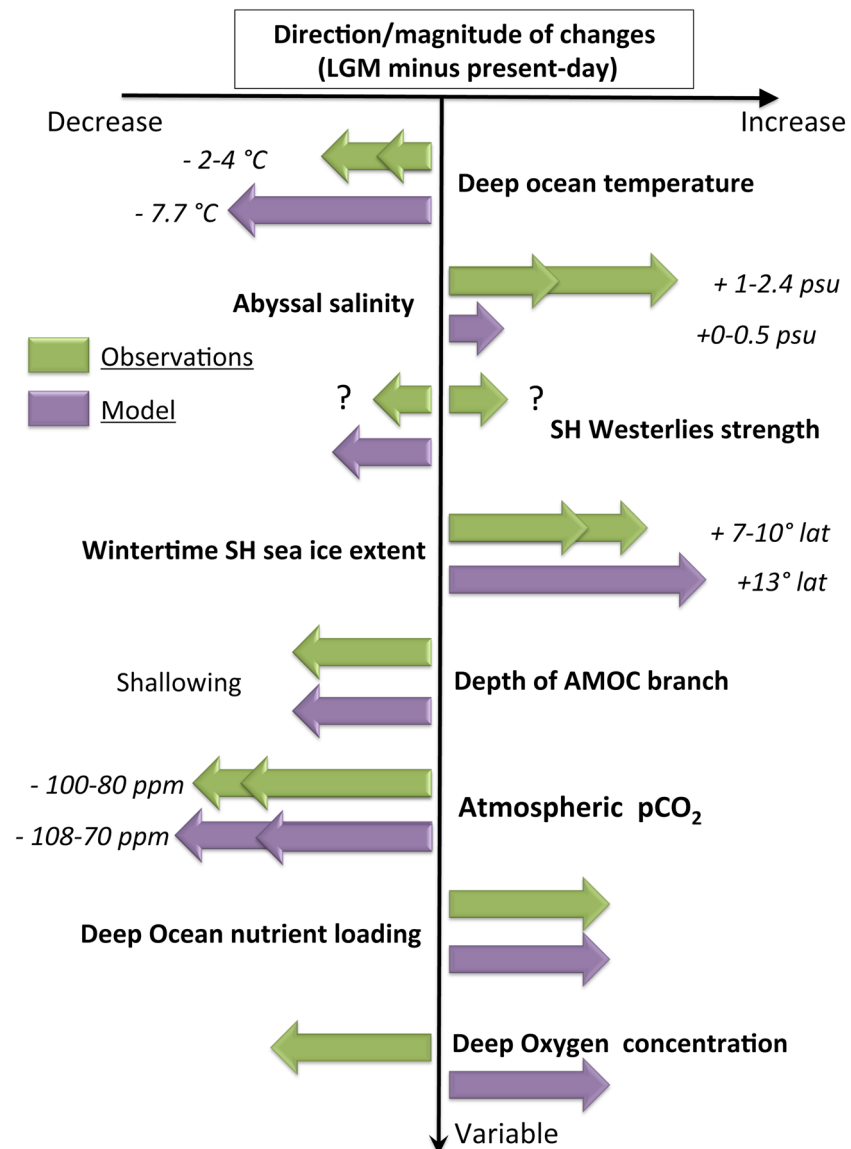 Direction/magnitude of changes
(LGM minus present-day)
Decrease
Increase
- 2-4 °C
Deep ocean temperature
- 7.7 °C
+ 1-2.4 psu
Abyssal salinity
+0-0.5 psu
Observations
Model
?
?
SH Westerlies strength
+ 7-10° lat
Wintertime SH sea ice extent
+13° lat
Shallowing
Depth of AMOC branch
- 100-80 ppm
Atmospheric pCO₂
- 108-70 ppm
Deep Ocean nutrient loading
Deep Oxygen concentration
Variable